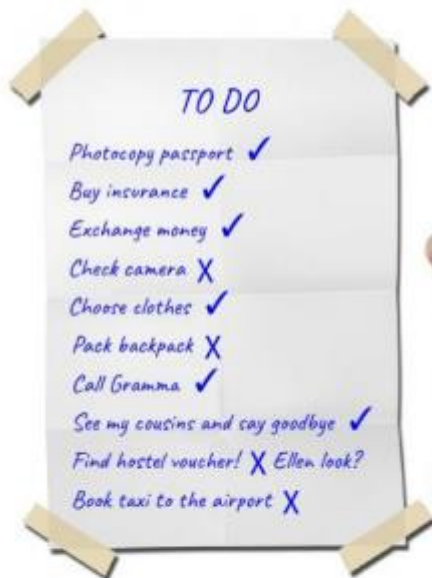 TO DO
Photocopy passport ✓
Buy insurance ✓
Exchange money ✓
Check camera X
Choose clothes ✓
Pack backpack X
Call Gramma ✓
See my cousins and say goodbye ✓
Find hostel voucher! X Ellen look?
Book taxi to the airport X